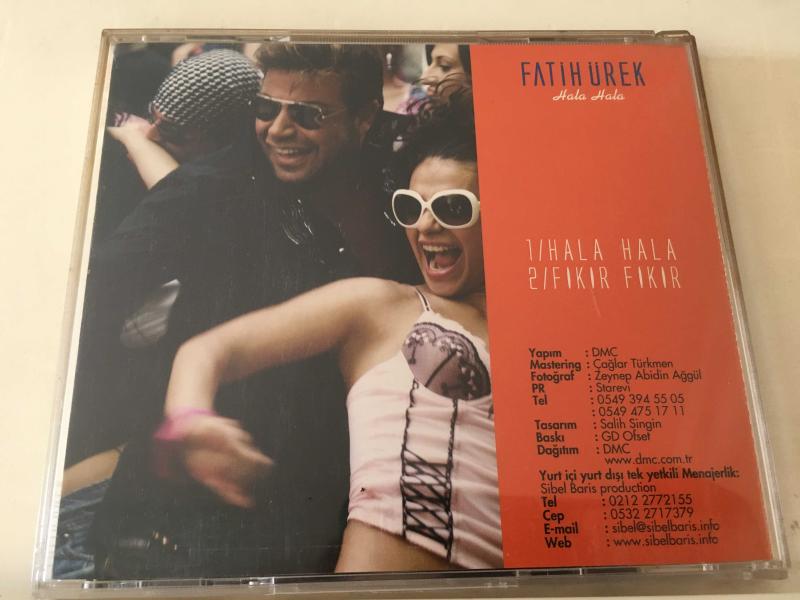 FATİHÜREK
Hala Hala
1/HALA HALA
2/FIKIR FIKIR
Yapım : DMC
Mastering : Çağlar Türkmen
Fotoğraf : Zeynep Abidin Ağgül
PR : Starevi
Tel : 0549 394 55 05
: 0549 475 17 11
Tasarım : Salih Singin
Baskı : GD Ofset
Dağıtım : DMC
www.dmc.com.tr
Yurt içi yurt dışı tek yetkili Menajerlik:
Sibel Baris production
Tel : 0212 2772155
Cep : 0532 2717379
E-mail : sibel@sibelbaris.info
Web : www.sibelbaris.info